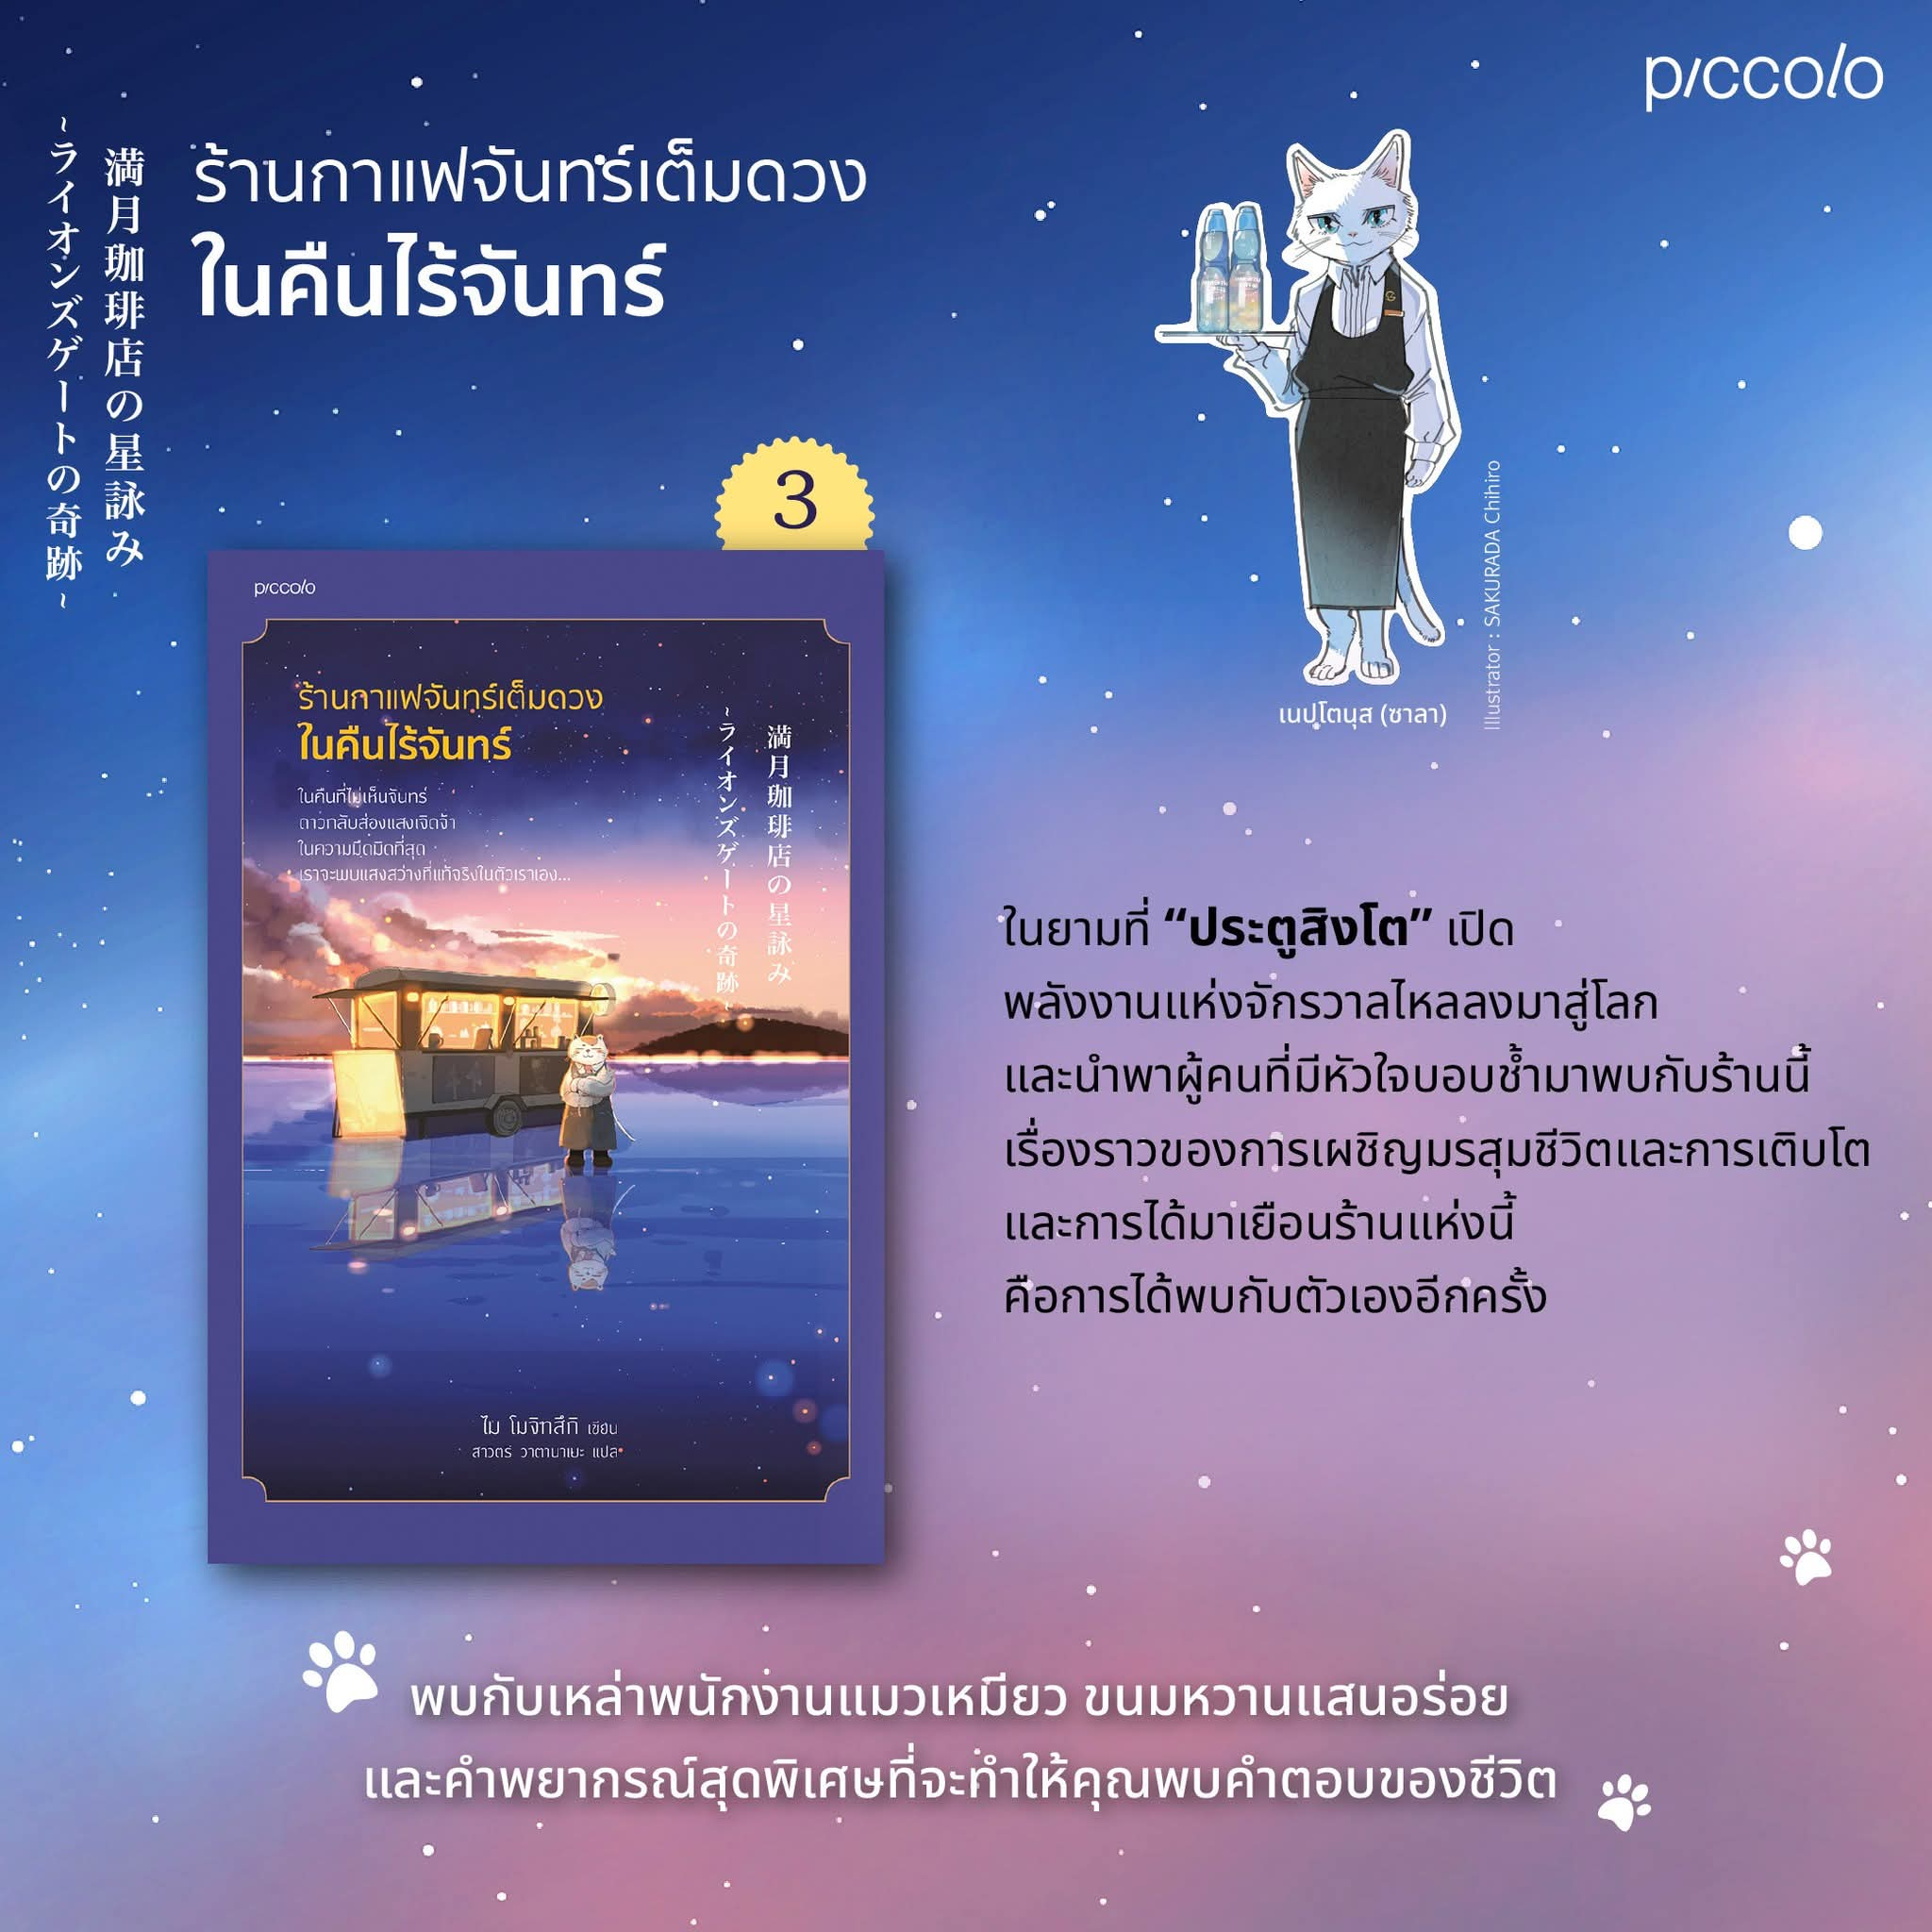 piccolo
満月珈琲店の星詠み
~ライオンズゲートの奇跡~
ร้านกาแฟจันทร์เต็มดวง
ในคืนไร้จันทร์
3
piccolo
ร้านกาแฟจันทร์เต็มดวง
ในคืนไร้จันทร์
ในคืนที่ไม่เห็นจันทร์
ดาวกลับส่องแสงเจิดจ้า
ในความมืดมิดที่สุด
เราจะพบแสงสว่างที่แท้จริงในตัวเราเอง...
満月珈琲店の星詠み
~ライオンズゲートの奇跡~
ไม โมจิทสึกิ เขียน
สาวตรี วาตานาเบะ แปล
เนปโตนุส (ซาลา)
Illustrator : SAKURADA Chihiro
ในยามที่ “ประตูสิงโต” เปิด
พลังงานแห่งจักรวาลไหลลงมาสู่โลก
และนำพาผู้คนที่มีหัวใจบอบช้ำมาพบกับร้านนี้
เรื่องราวของการเผชิญมรสุมชีวิตและการเติบโต
และการได้มาเยือนร้านแห่งนี้
คือการได้พบกับตัวเองอีกครั้ง
พบกับเหล่าพนักงานแมวเหมียว ขนมหวานแสนอร่อย
และคำพยากรณ์สุดพิเศษที่จะทำให้คุณพบคำตอบของชีวิต